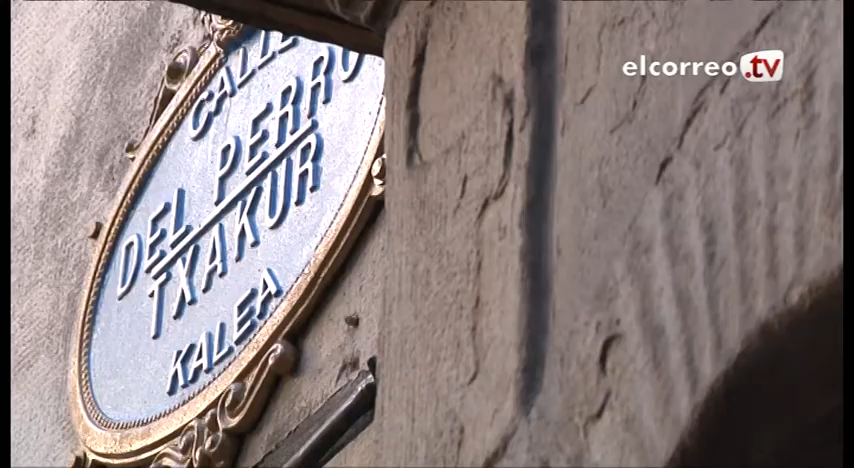 elcorreo.tv
CALLE
DEL PERRO
TXAKUR
KALEA